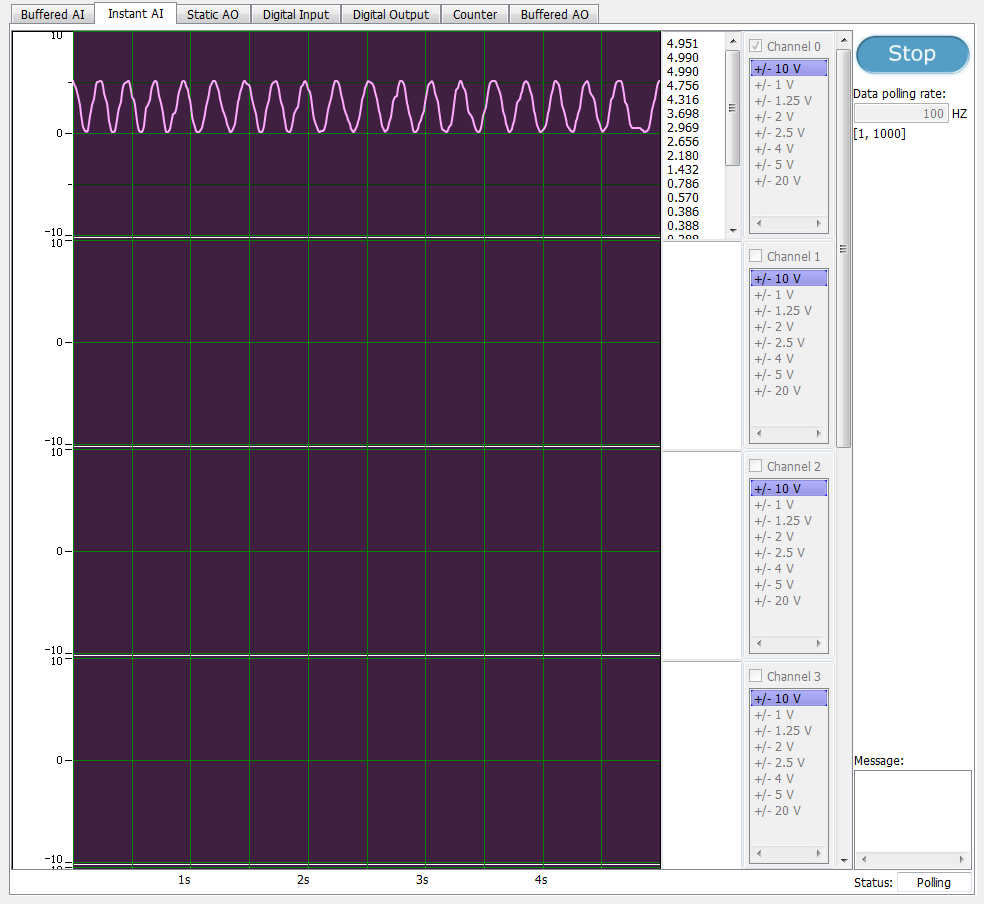 Buffered AI Instant AI Static AO Digital Input Digital Output Counter Buffered AO
10
0
-10
4.951
4.990
4.990
4.756
4.316
3.698
2.969
2.656
2.180
1.432
0.786
0.570
0.386
0.388
Channel 0
+/- 10 V
+/- 1 V
+/- 1.25 V
+/- 2 V
+/- 2.5 V
+/- 4 V
+/- 5 V
+/- 20 V
Stop
Data polling rate:
100 HZ
[1, 1000]
10
0
-10
Channel 1
+/- 10 V
+/- 1 V
+/- 1.25 V
+/- 2 V
+/- 2.5 V
+/- 4 V
+/- 5 V
+/- 20 V
10
0
-10
Channel 2
+/- 10 V
+/- 1 V
+/- 1.25 V
+/- 2 V
+/- 2.5 V
+/- 4 V
+/- 5 V
+/- 20 V
10
0
-10
Channel 3
+/- 10 V
+/- 1 V
+/- 1.25 V
+/- 2 V
+/- 2.5 V
+/- 4 V
+/- 5 V
+/- 20 V
1s 2s 3s 4s
Message:
Status: Polling